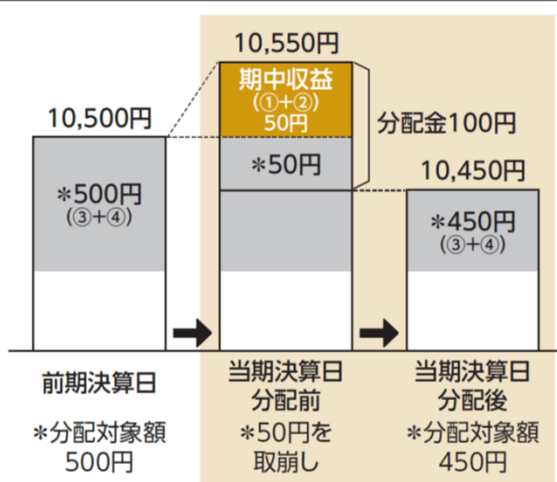 10,550円
期中収益
(①+②)
50円
分配金100円
10,500円
*50円
10,450円
*500円
(③+④)
*450円
(③+④)
前期決算日
当期決算日
分配前
当期決算日
分配後
*分配対象額
500円
*50円を
取崩し
*分配対象額
450円